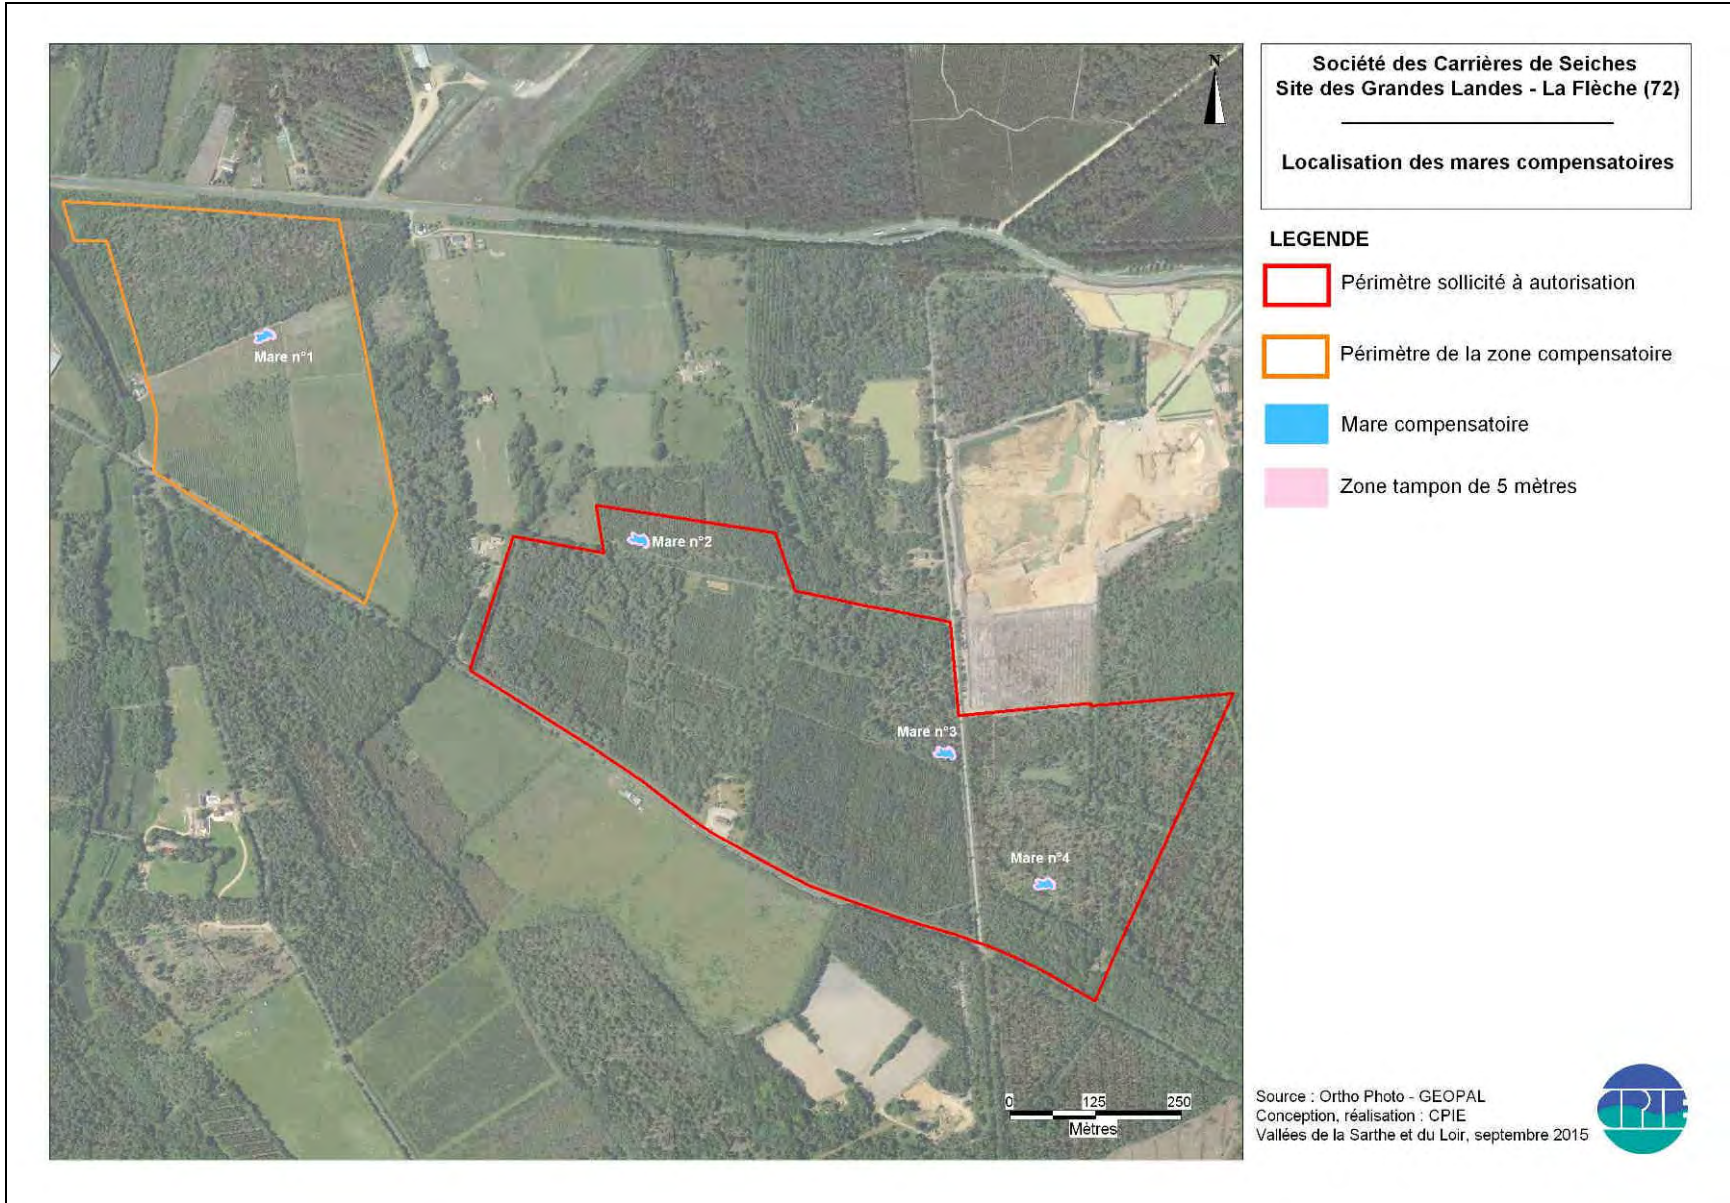 Société des Carrières de Seiches
Site des Grandes Landes - La Flèche (72)
Localisation des mares compensatoires
N
LEGENDE
Périmètre sollicité à autorisation
Périmètre de la zone compensatoire
Mare compensatoire
Zone tampon de 5 mètres
Mare n°1
Mare n°2
Mare n°3
Mare n°4
0 125 250
Mètres
Source : Ortho Photo - GEOPAL
Conception, réalisation : CPIE
Vallées de la Sarthe et du Loir, septembre 2015
CPIE